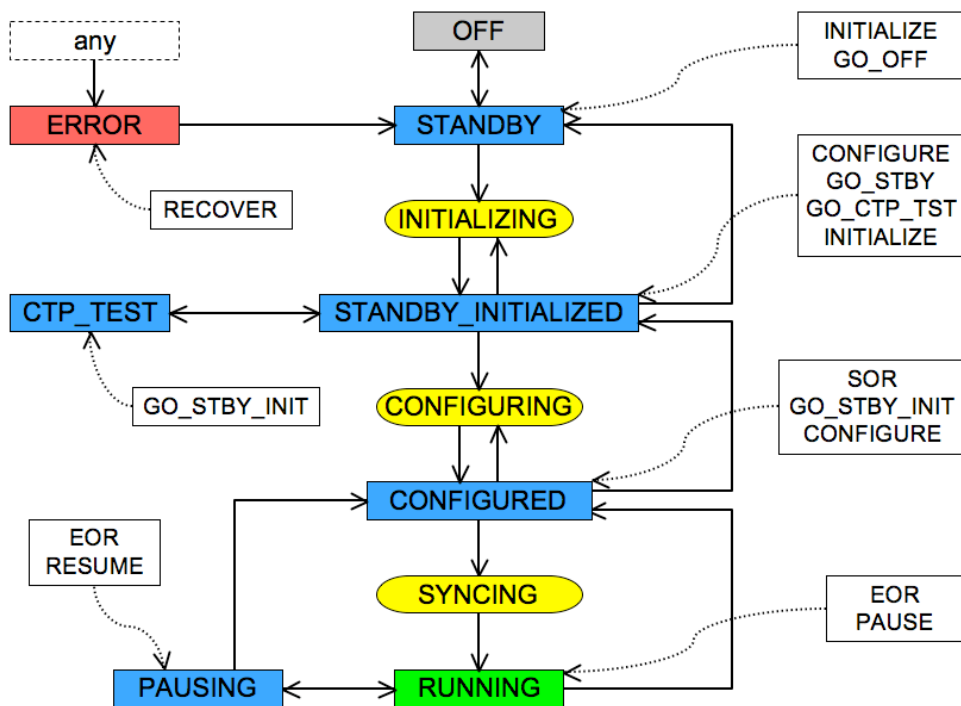 any
OFF
INITIALIZE
GO_OFF
ERROR
STANDBY
RECOVER
INITIALIZING
CONFIGURE
GO_STBY
GO_CTP_TST
INITIALIZE
CTP_TEST
STANDBY_INITIALIZED
GO_STBY_INIT
CONFIGURING
SOR
GO_STBY_INIT
CONFIGURE
CONFIGURED
EOR
RESUME
SYNCING
EOR
PAUSE
PAUSING
RUNNING